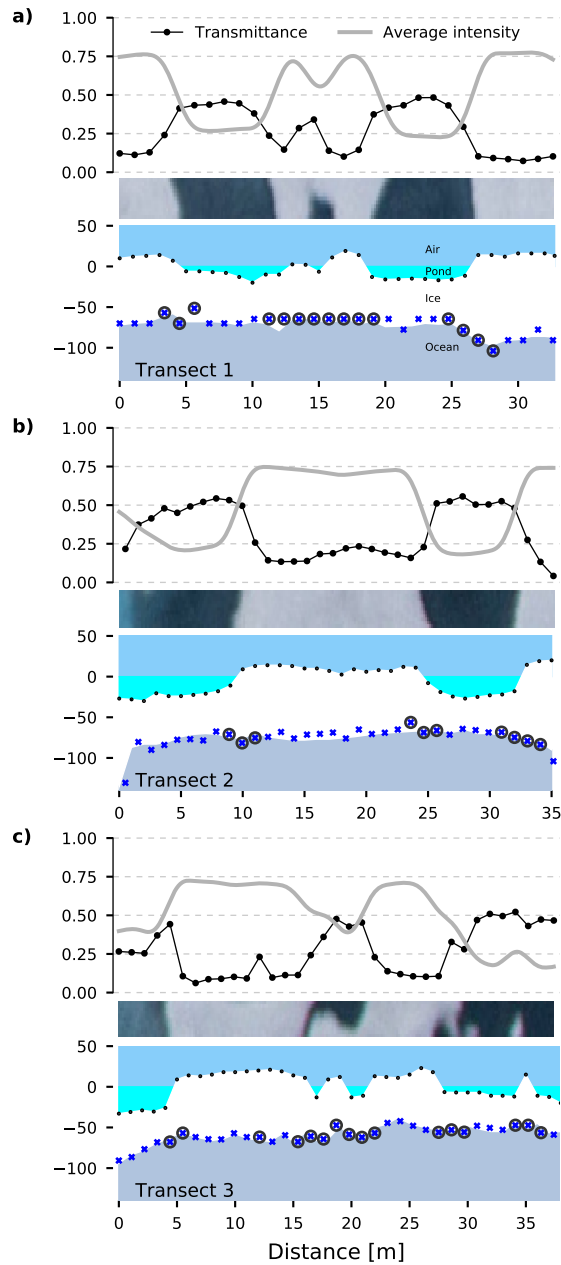 a)
1.00
Transmittance Average intensity
0.75
0.50
0.25
0.00
50
Air
0
Pond
Ice
−50
Ocean
−100
Transect 1
0 5 10 15 20 25 30
b)
1.00
0.75
0.50
0.25
0.00
50
0
−50
−100
Transect 2
0 5 10 15 20 25 30 35
c)
1.00
0.75
0.50
0.25
0.00
50
0
−50
−100
Transect 3
0 5 10 15 20 25 30 35
Distance [m]